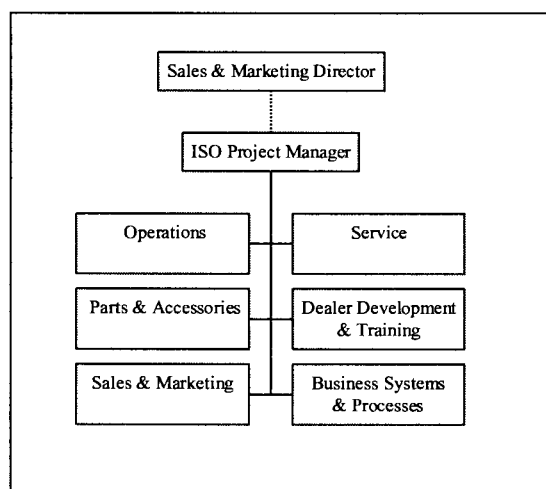 Sales & Marketing Director
ISO Project Manager
Operations
Service
Parts & Accessories
Dealer Development
& Training
Sales & Marketing
Business Systems
& Processes